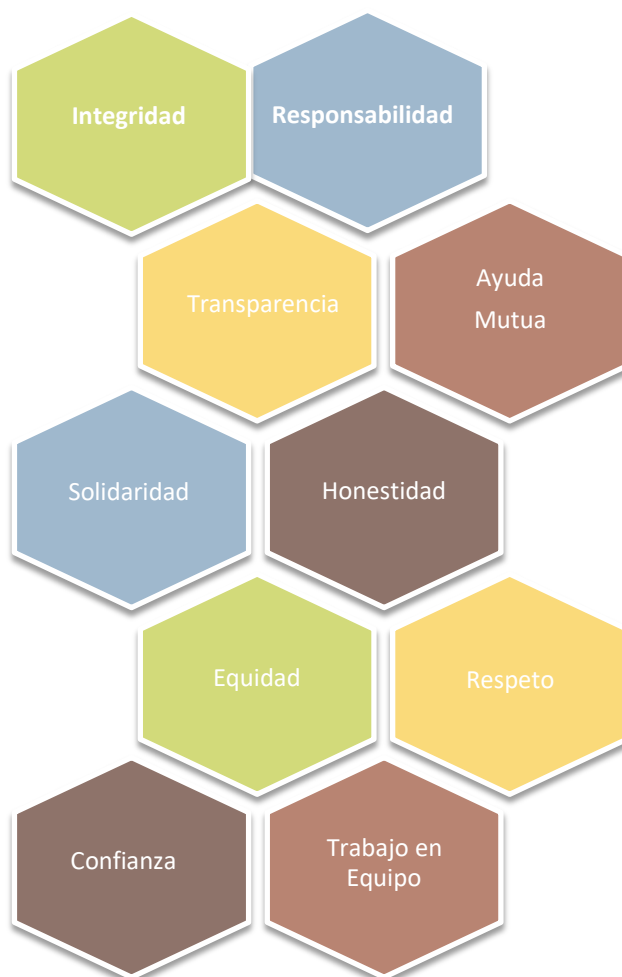 Integridad
Responsabilidad
Transparencia
Ayuda
Mutua
Solidaridad
Honestidad
Equidad
Respeto
Confianza
Trabajo en
Equipo